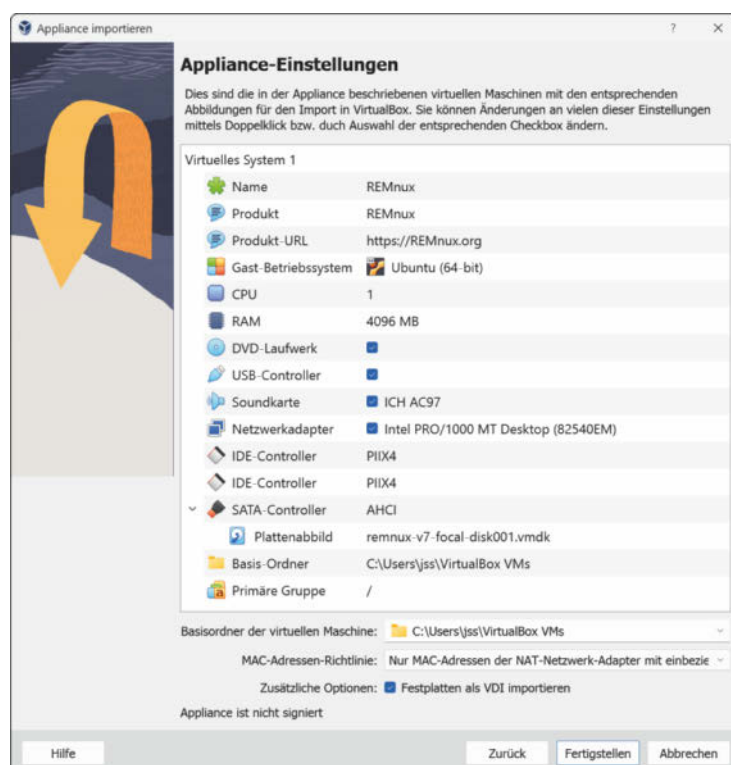 Appliance importieren
?
Appliance-Einstellungen
Dies sind die in der Appliance beschriebenen virtuellen Maschinen mit den entsprechenden
Abbildungen für den Import in VirtualBox. Sie können Änderungen an vielen dieser Einstellungen
mittels Doppelklick bzw. duch Auswahl der entsprechenden Checkbox ändern.
Virtuelles System 1
Name REMnux
Produkt REMnux
Produkt-URL https://REMnux.org
Gast-Betriebssystem Ubuntu (64-bit)
CPU 1
RAM 4096 MB
DVD-Laufwerk
USB-Controller
Soundkarte ICH AC97
Netzwerkadapter Intel PRO/1000 MT Desktop (82540EM)
IDE-Controller PIIX4
IDE-Controller PIIX4
SATA-Controller AHCI
Plattenabbild remnux-v7-focal-disk001.vmdk
Basis-Ordner C:\Users\jss\VirtualBox VMs
Primäre Gruppe /
Basisordner der virtuellen Maschine: C:\Users\jss\VirtualBox VMs
MAC-Adressen-Richtlinie: Nur MAC-Adressen der NAT-Netzwerk-Adapter mit einbezie
Zusätzliche Optionen: Festplatten als VDI importieren
Appliance ist nicht signiert
Hilfe Zurück Fertigstellen Abbrechen